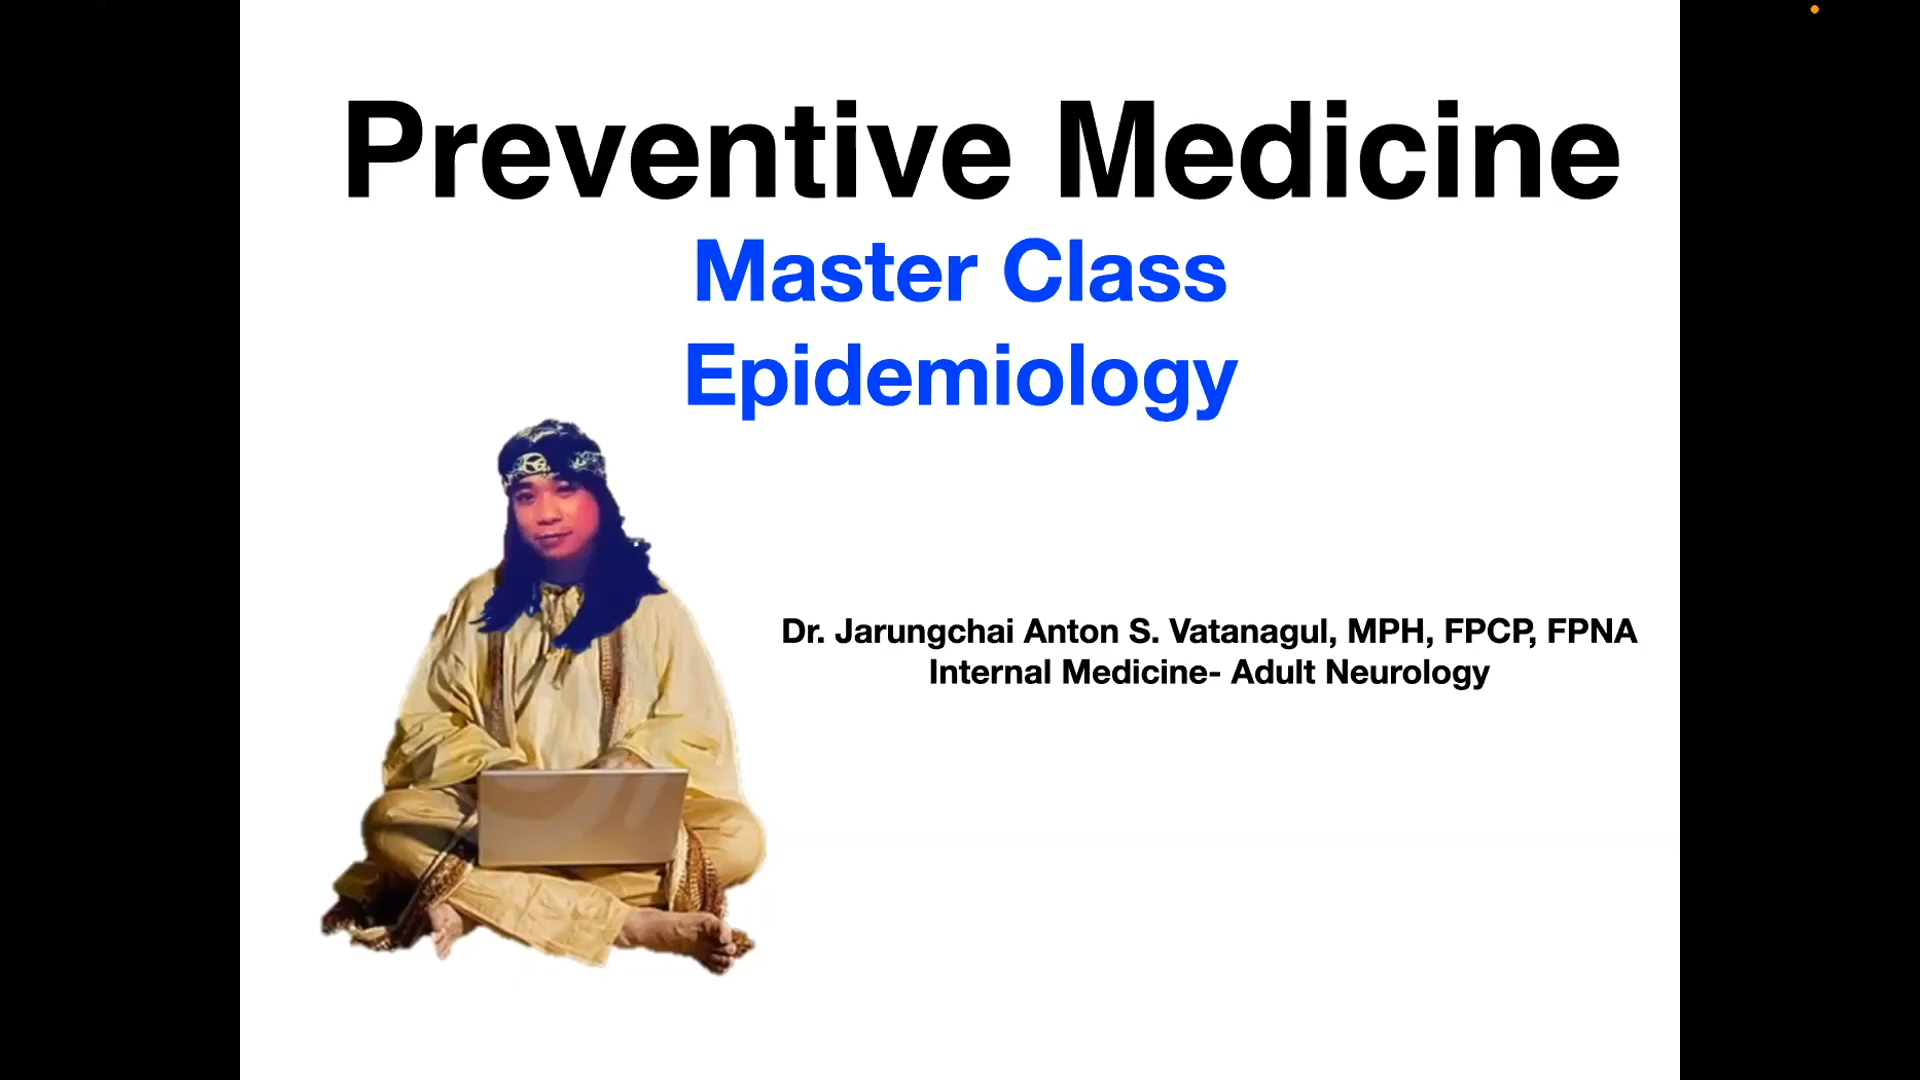 Preventive Medicine
Master Class
Epidemiology
Dr. Jarungchai Anton S. Vatanagul, MPH, FPCP, FPNA
Internal Medicine- Adult Neurology